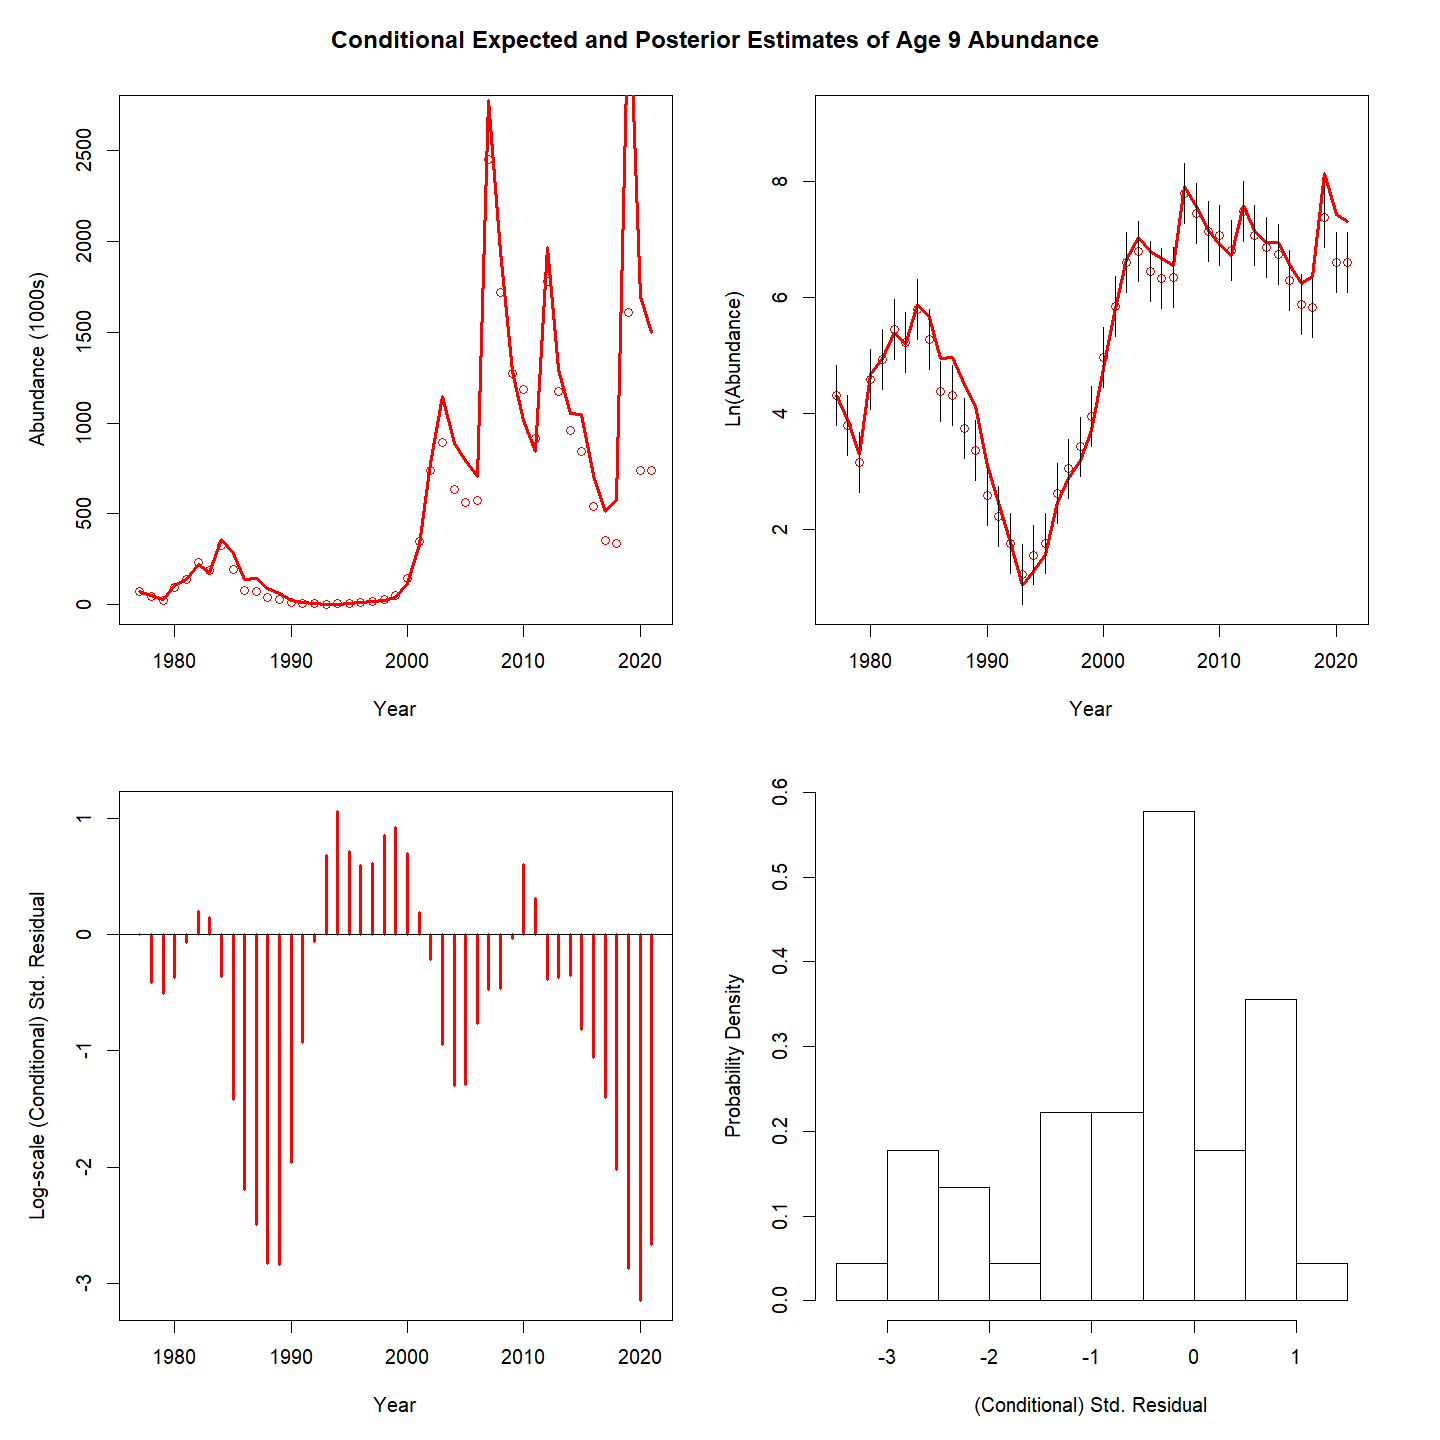 Conditional Expected and Posterior Estimates of Age 9 Abundance
Abundance (1000s)
2500
2000
1500
1000
500
0
1980 1990 2000 2010 2020
Year
Ln(Abundance)
8
6
4
2
1980 1990 2000 2010 2020
Year
Log-scale (Conditional) Std. Residual
1
0
-1
-2
-3
1980 1990 2000 2010 2020
Year
Probability Density
0.6
0.5
0.4
0.3
0.2
0.1
0.0
-3 -2 -1 0 1
(Conditional) Std. Residual